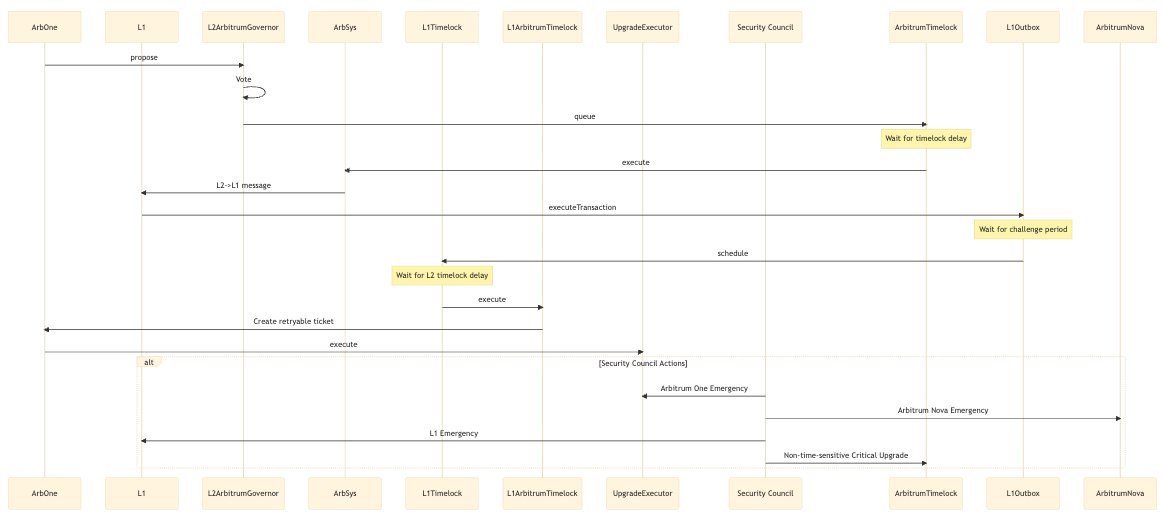 ArbOne
L1
L2ArbitrumGovernor
ArbSys
L1Timelock
L1ArbitrumTimelock
UpgradeExecutor
Security Council
ArbitrumTimelock
L1Outbox
ArbitrumNova
propose
Vote
queue
Wait for timelock delay
execute
L2->L1 message
executeTransaction
Wait for challenge period
schedule
Wait for L2 timelock delay
execute
Create retryable ticket
execute
alt
[Security Council Actions]
Arbitrum One Emergency
Arbitrum Nova Emergency
L1 Emergency
Non-time-sensitive Critical Upgrade
ArbOne
L1
L2ArbitrumGovernor
ArbSys
L1Timelock
L1ArbitrumTimelock
UpgradeExecutor
Security Council
ArbitrumTimelock
L1Outbox
ArbitrumNova